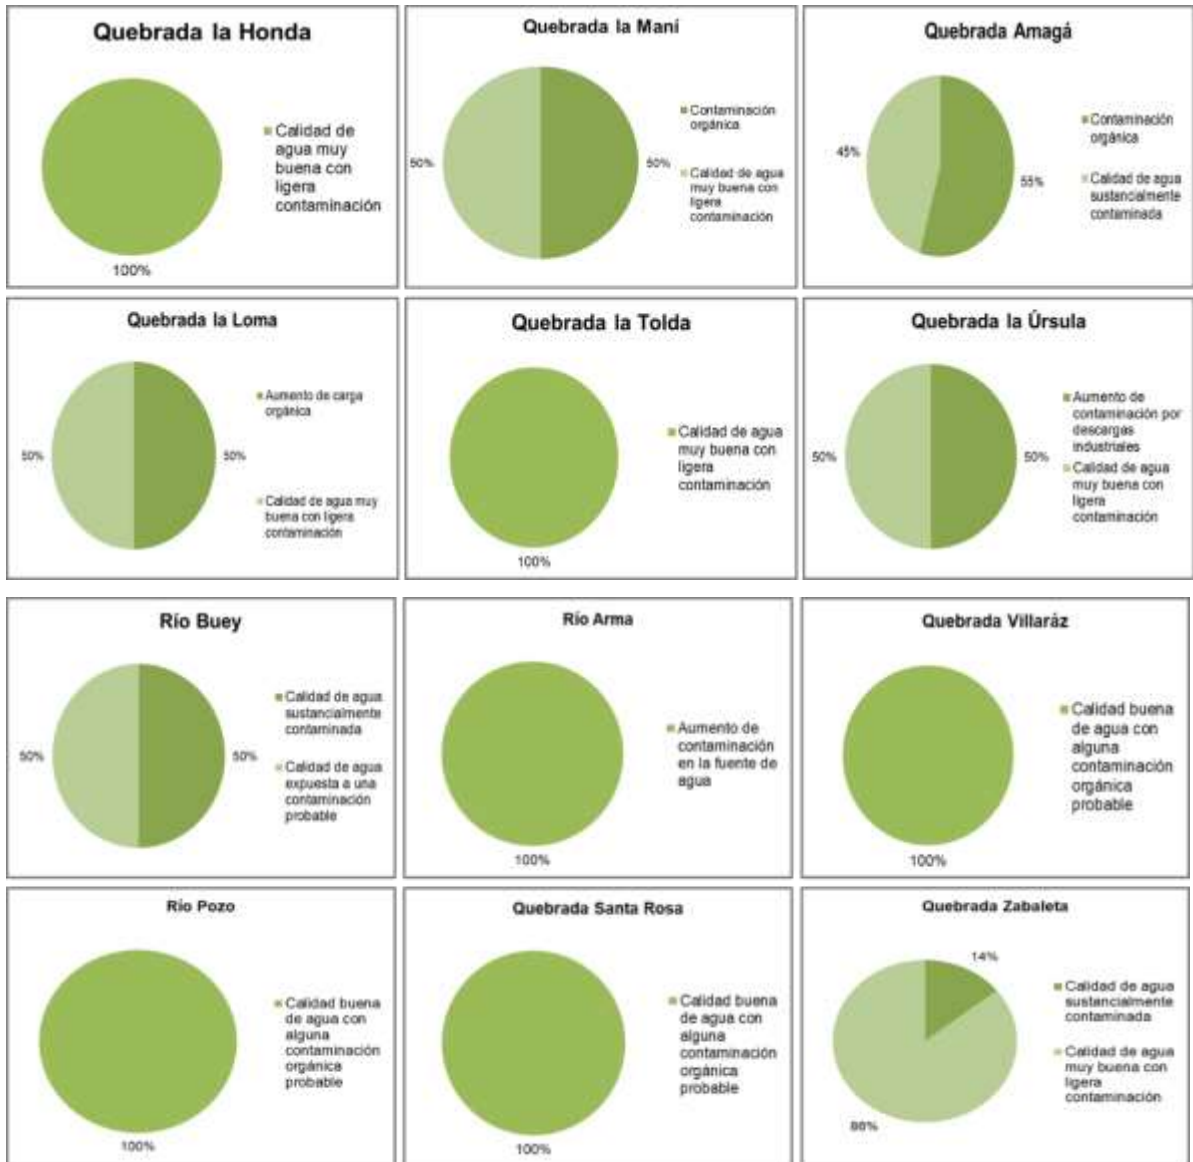 Quebrada la Honda
Calidad de
agua muy
buena con
ligera
contaminación
100%
Quebrada la Maní
Contaminación
orgánica
Calidad de agua
muy buena con
ligera
contaminación
50%
50%
Quebrada Amagá
Contaminación
orgánica
Calidad de agua
sustancialmente
contaminada
45%
55%
Quebrada la Loma
Aumento de carga
orgánica
Calidad de agua muy
buena con ligera
contaminación
50%
50%
Quebrada la Tolda
Calidad de agua
muy buena con
ligera
contaminación
100%
Quebrada la Úrsula
Aumento de
contaminación por
descargas
industriales
Calidad de agua
muy buena con
ligera
contaminación
50%
50%
Río Buey
Calidad de agua
sustancialmente
contaminada
Calidad de agua
expuesta a una
contaminación
probable
50%
50%
Río Arma
Aumento de
contaminación
en la fuente de
agua
100%
Quebrada Villaráz
Calidad buena
de agua con
alguna
contaminación
orgánica
probable
100%
Río Pozo
Calidad buena
de agua con
alguna
contaminación
orgánica
probable
100%
Quebrada Santa Rosa
Calidad buena
de agua con
alguna
contaminación
orgánica
probable
100%
Quebrada Zabaleta
14%
Calidad de agua
sustancialmente
contaminada
Calidad de agua
muy buena con
ligera
contaminación
86%